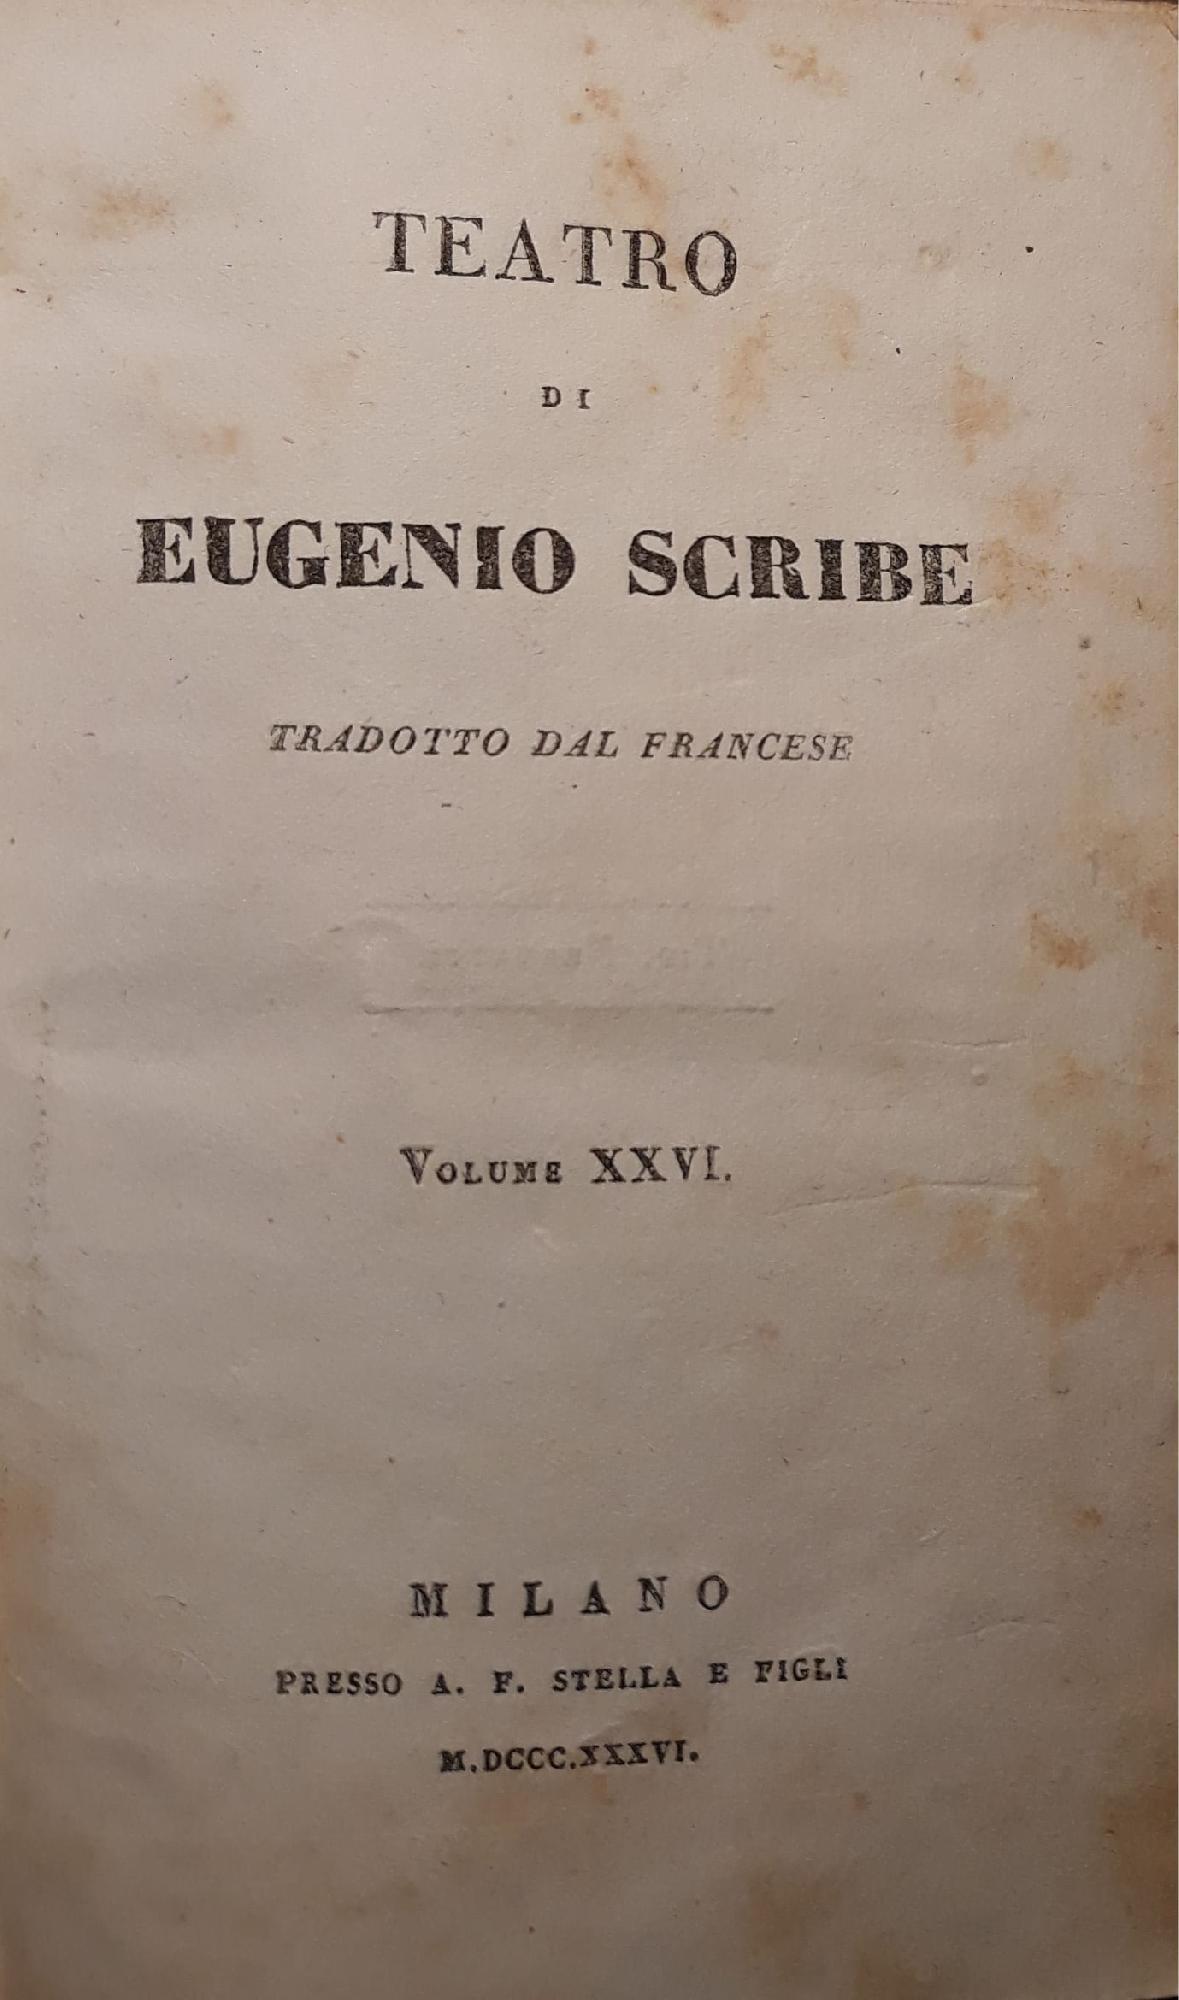 TEATRO
DI
EUGENIO SCRIBE
TRADOTTO DAL FRANCESE
VOLUME XXVI.
MILANO
PRESSO A. F. STELLA E FIGLI
M.DCCC.XXXVI.